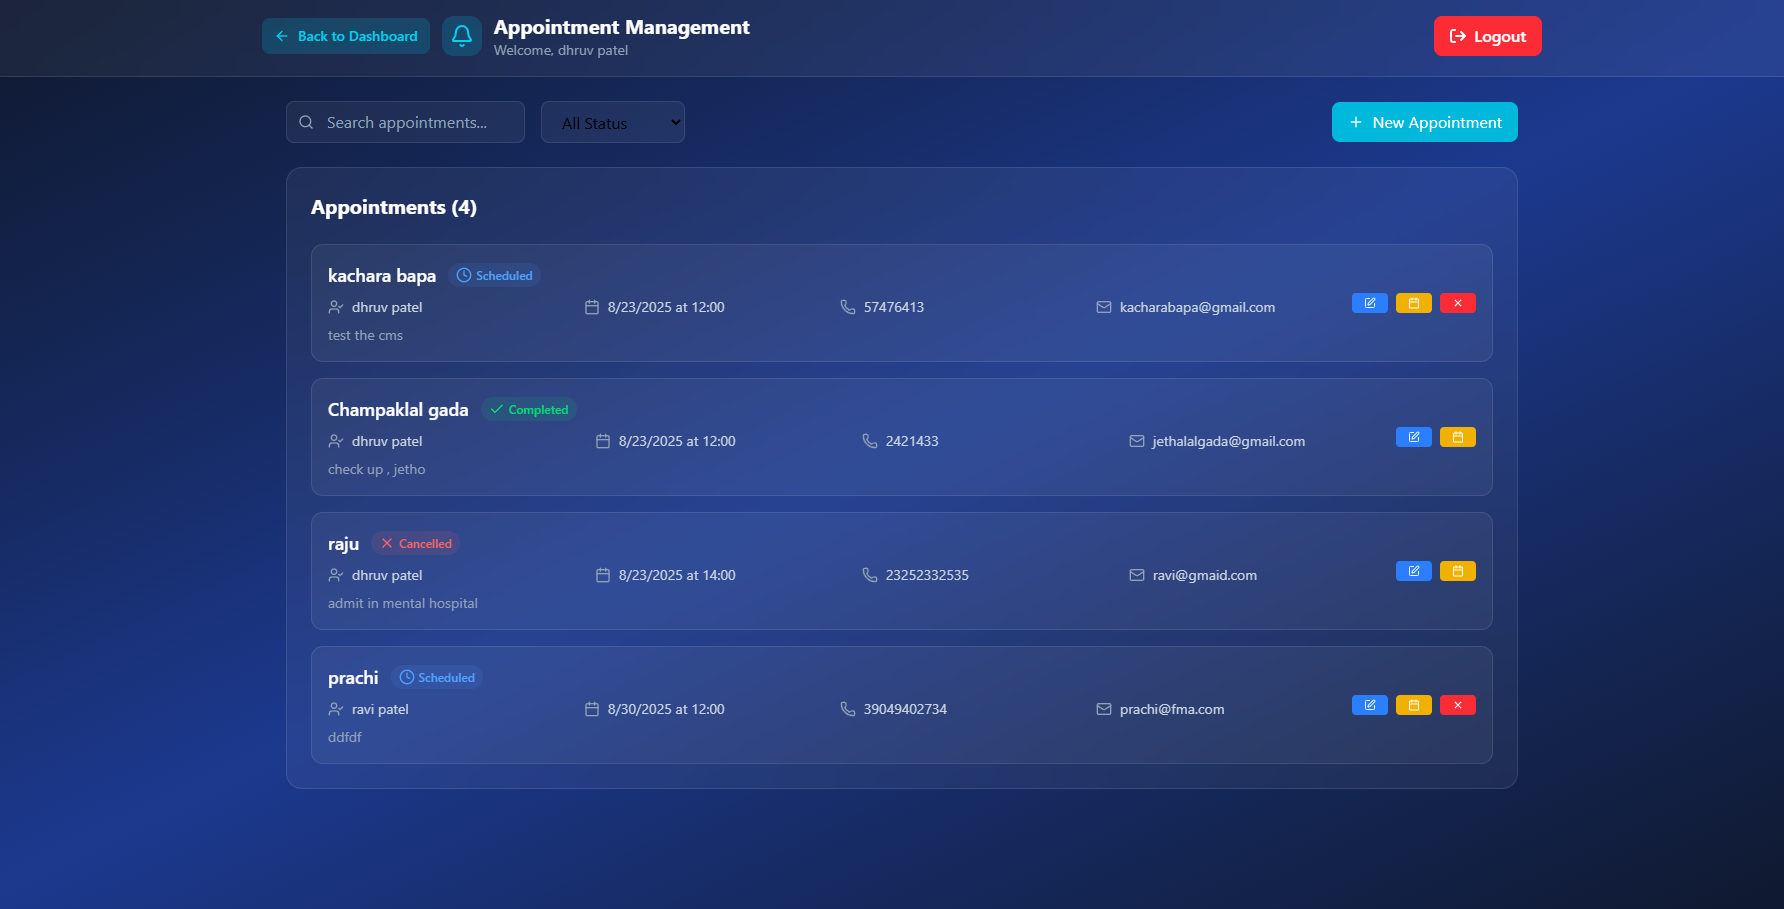 Back to Dashboard
Appointment Management
Welcome, dhruv patel
Logout
Search appointments...
All Status
New Appointment
Appointments (4)
kachara bapa Scheduled
dhruv patel 8/23/2025 at 12:00 57476413 kacharabapa@gmail.com
test the cms
Champaklal gada Completed
dhruv patel 8/23/2025 at 12:00 2421433 jethalalgada@gmail.com
check up , jetho
raju Cancelled
dhruv patel 8/23/2025 at 14:00 23252332535 ravi@gmaid.com
admit in mental hospital
prachi Scheduled
ravi patel 8/30/2025 at 12:00 39049402734 prachi@fma.com
ddfdf